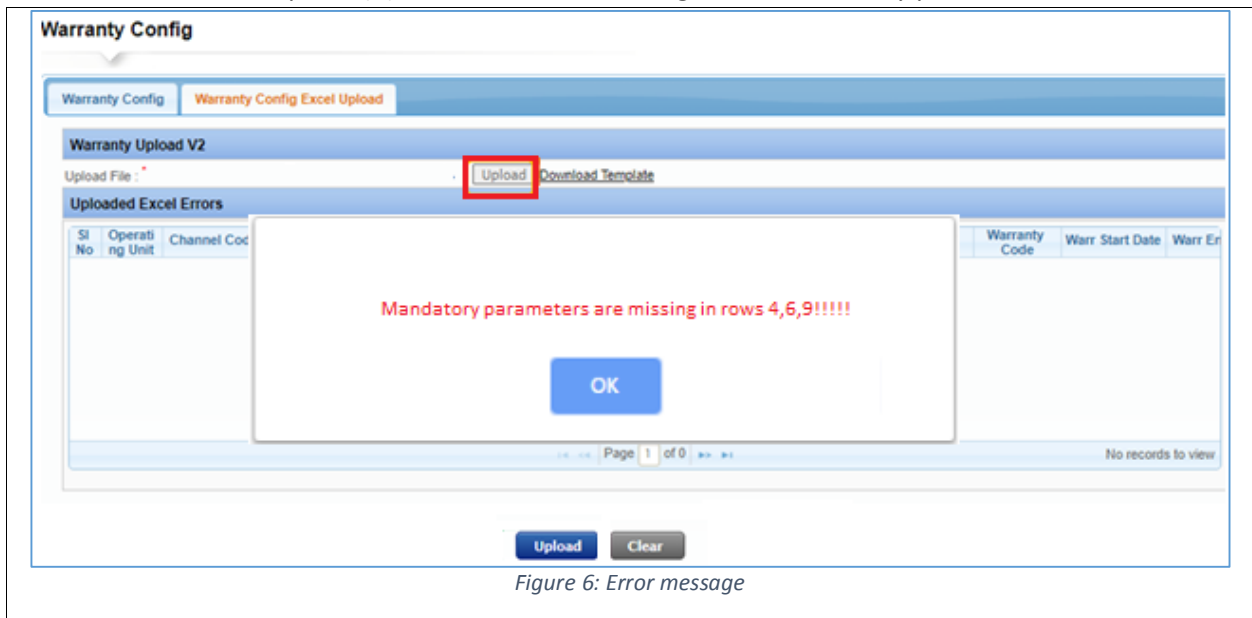 Warranty Config
Warranty Config Warranty Config Excel Upload
Warranty Upload V2
Upload File : * Upload Download Template
Uploaded Excel Errors
Sl No Operati ng Unit Channel Cod Warranty Code Warr Start Date Warr En
Mandatory parameters are missing in rows 4,6,9!!!!!
OK
Page 1 of 0 No records to view
Upload Clear
Figure 6: Error message